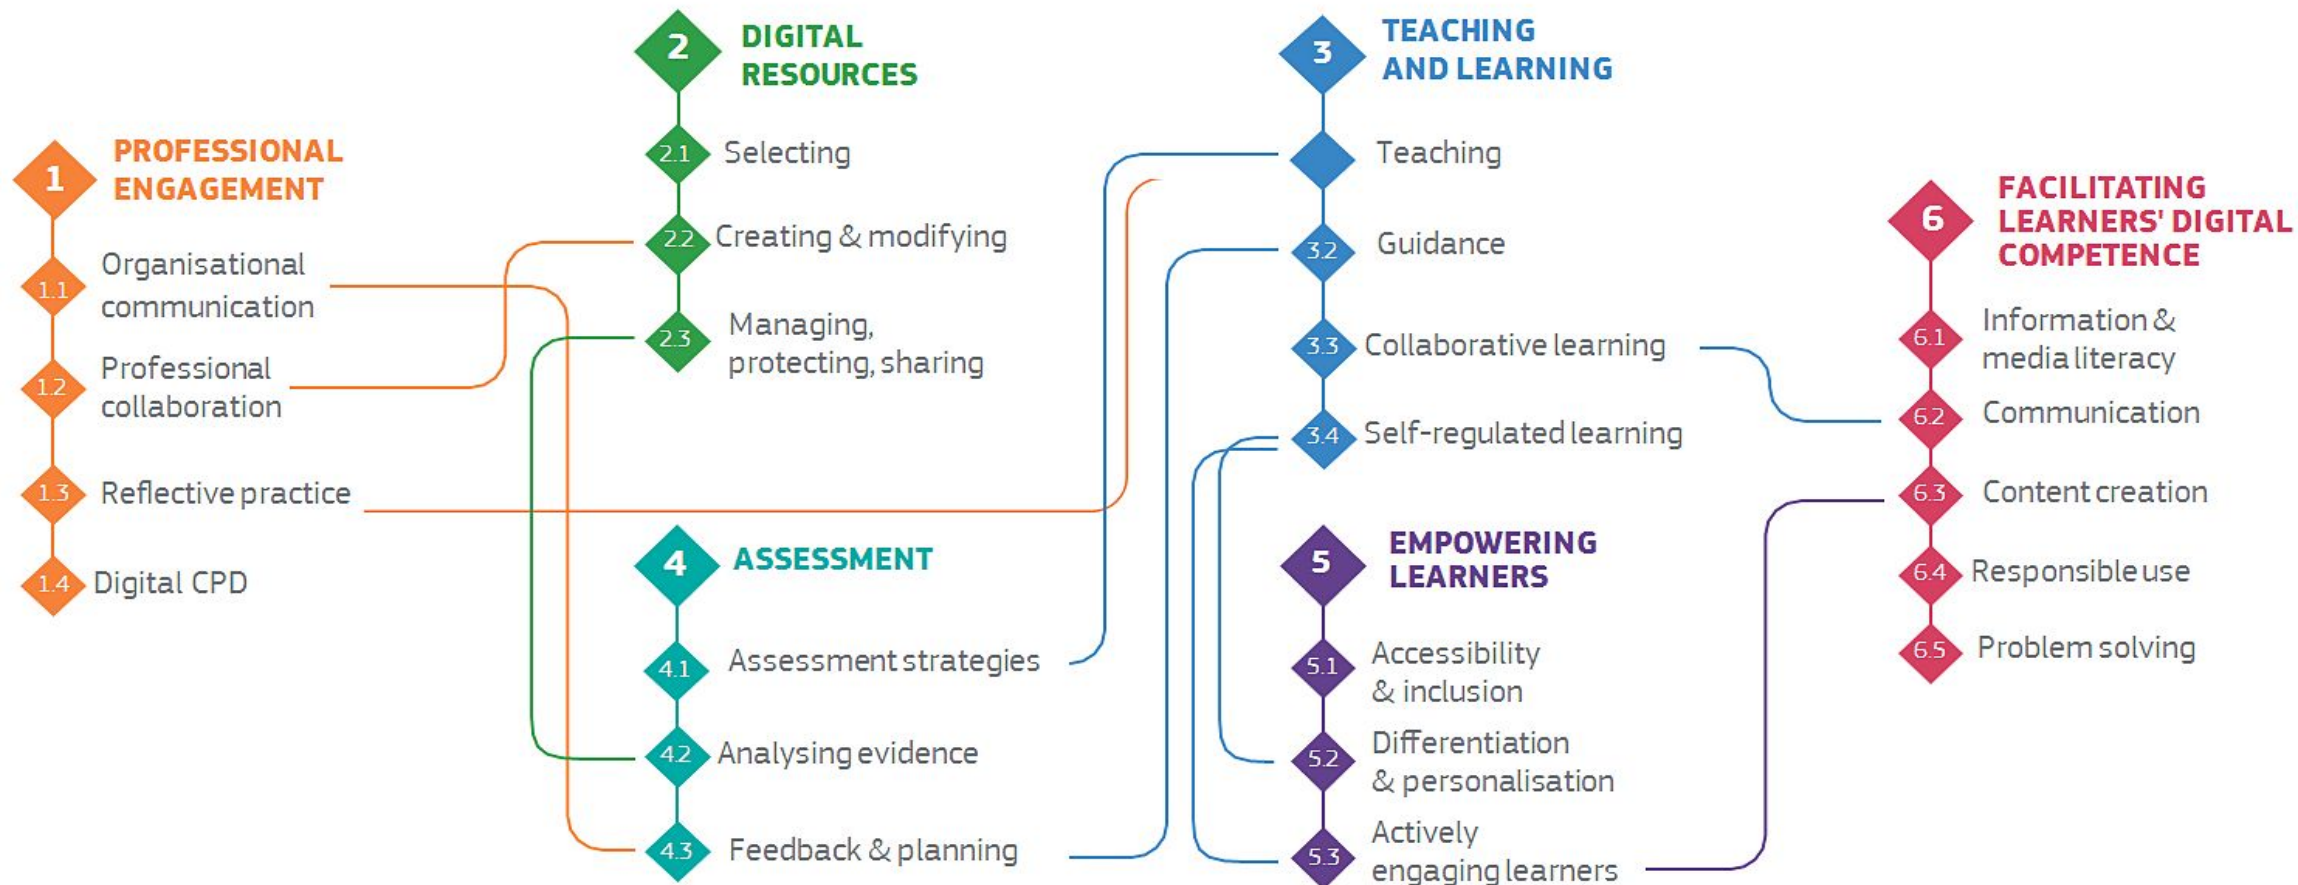 1
PROFESSIONAL
ENGAGEMENT
1.1
Organisational
communication
1.2
Professional
collaboration
1.3
Reflective practice
1.4
Digital CPD
2
DIGITAL
RESOURCES
2.1
Selecting
2.2
Creating & modifying
2.3
Managing,
protecting, sharing
3
TEACHING
AND LEARNING
Teaching
3.2
Guidance
3.3
Collaborative learning
3.4
Self-regulated learning
4
ASSESSMENT
4.1
Assessment strategies
4.2
Analysing evidence
4.3
Feedback & planning
5
EMPOWERING
LEARNERS
5.1
Accessibility
& inclusion
5.2
Differentiation
& personalisation
5.3
Actively
engaging learners
6
FACILITATING
LEARNERS' DIGITAL
COMPETENCE
6.1
Information &
media literacy
6.2
Communication
6.3
Content creation
6.4
Responsible use
6.5
Problem solving